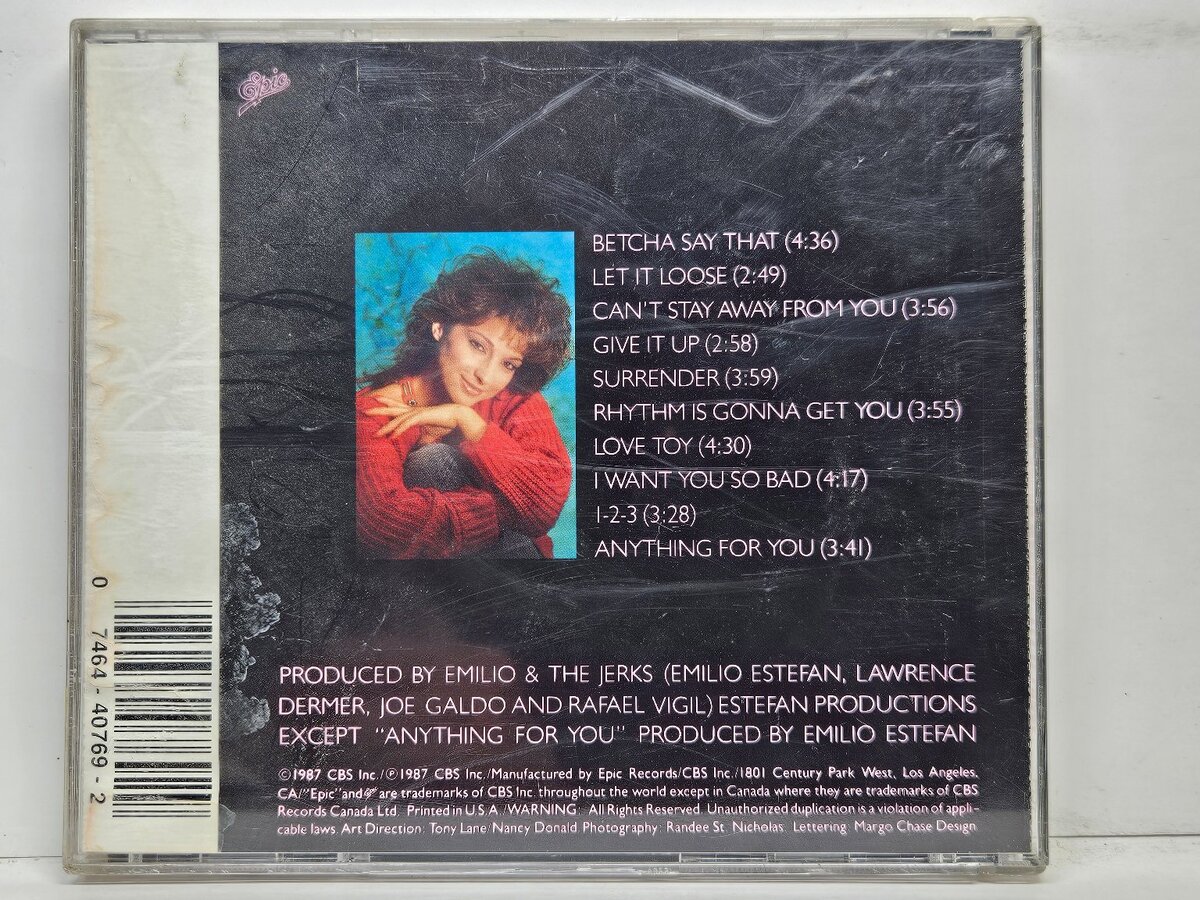 Epic
BETCHA SAY THAT (4:36)
LET IT LOOSE (2:49)
CAN'T STAY AWAY FROM YOU (3:56)
GIVE IT UP (2:58)
SURRENDER (3:59)
RHYTHM IS GONNA GET YOU (3:55)
LOVE TOY (4:30)
I WANT YOU SO BAD (4:17)
1-2-3 (3:28)
ANYTHING FOR YOU (3:41)
PRODUCED BY EMILIO & THE JERKS (EMILIO ESTEFAN, LAWRENCE
DERMER, JOE GALDO AND RAFAEL VIGIL) ESTEFAN PRODUCTIONS
EXCEPT "ANYTHING FOR YOU" PRODUCED BY EMILIO ESTEFAN
©1987 CBS Inc./℗1987 CBS Inc./Manufactured by Epic Records/CBS Inc./1801 Century Park West, Los Angeles,
CA/"Epic" and Epic are trademarks of CBS Inc. throughout the world except in Canada where they are trademarks of CBS
Records Canada Ltd. Printed in U.S.A./WARNING: All Rights Reserved. Unauthorized duplication is a violation of appli-
cable laws. Art Direction: Tony Lane/Nancy Donald. Photography: Randee St. Nicholas. Lettering: Margo Chase Design
0 7464-40769-2